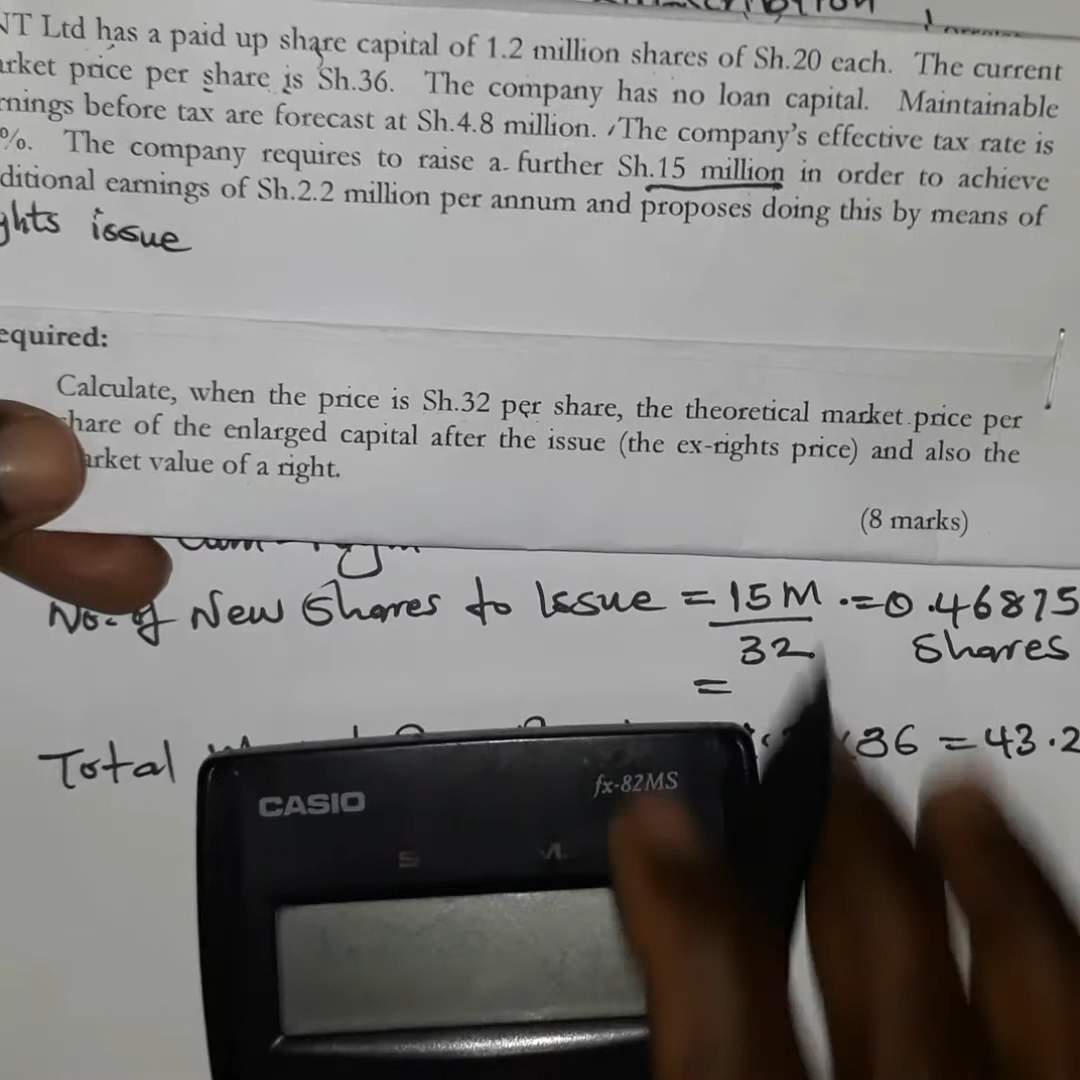 NT Ltd has a paid up share capital of 1.2 million shares of Sh.20 each. The current
arket price per share is Sh.36. The company has no loan capital. Maintainable
rnings before tax are forecast at Sh.4.8 million. The company's effective tax rate is
%. The company requires to raise a further Sh.15 million in order to achieve
ditional earnings of Sh.2.2 million per annum and proposes doing this by means of
ghts issue
equired:
Calculate, when the price is Sh.32 per share, the theoretical market price per
hare of the enlarged capital after the issue (the ex-rights price) and also the
arket value of a right.
(8 marks)
No. of New Shares to Issue = 15M = 0.46875
32 Shares
=
Total 36 = 43.2
CASIO fx-82MS